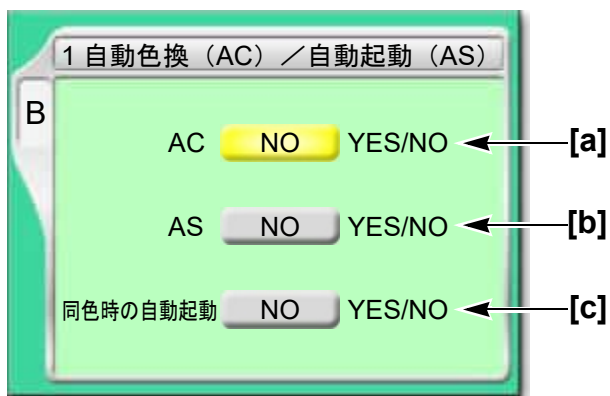 1 自動色換（AC）／自動起動（AS）
B
AC NO YES/NO [a]
AS NO YES/NO [b]
同色時の自動起動 NO YES/NO [c]